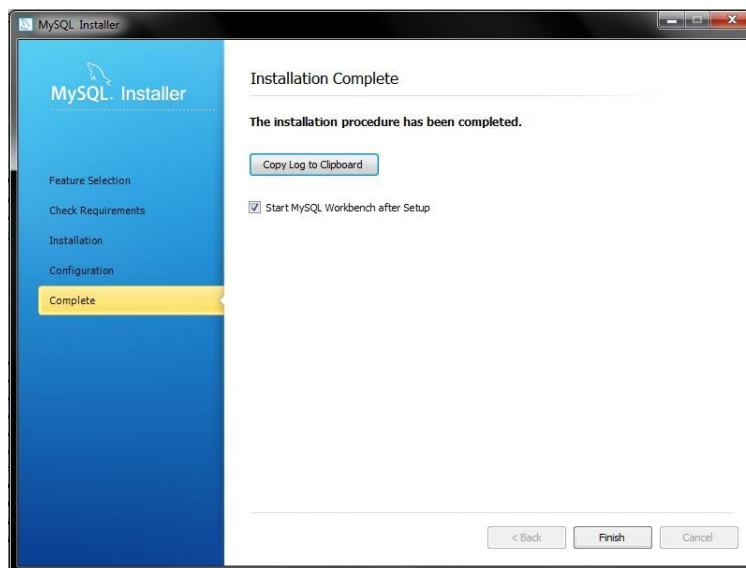 MySQL Installer
MySQL. Installer
Feature Selection
Check Requirements
Installation
Configuration
Complete
Installation Complete
The installation procedure has been completed.
Copy Log to Clipboard
Start MySQL Workbench after Setup
< Back
Finish
Cancel